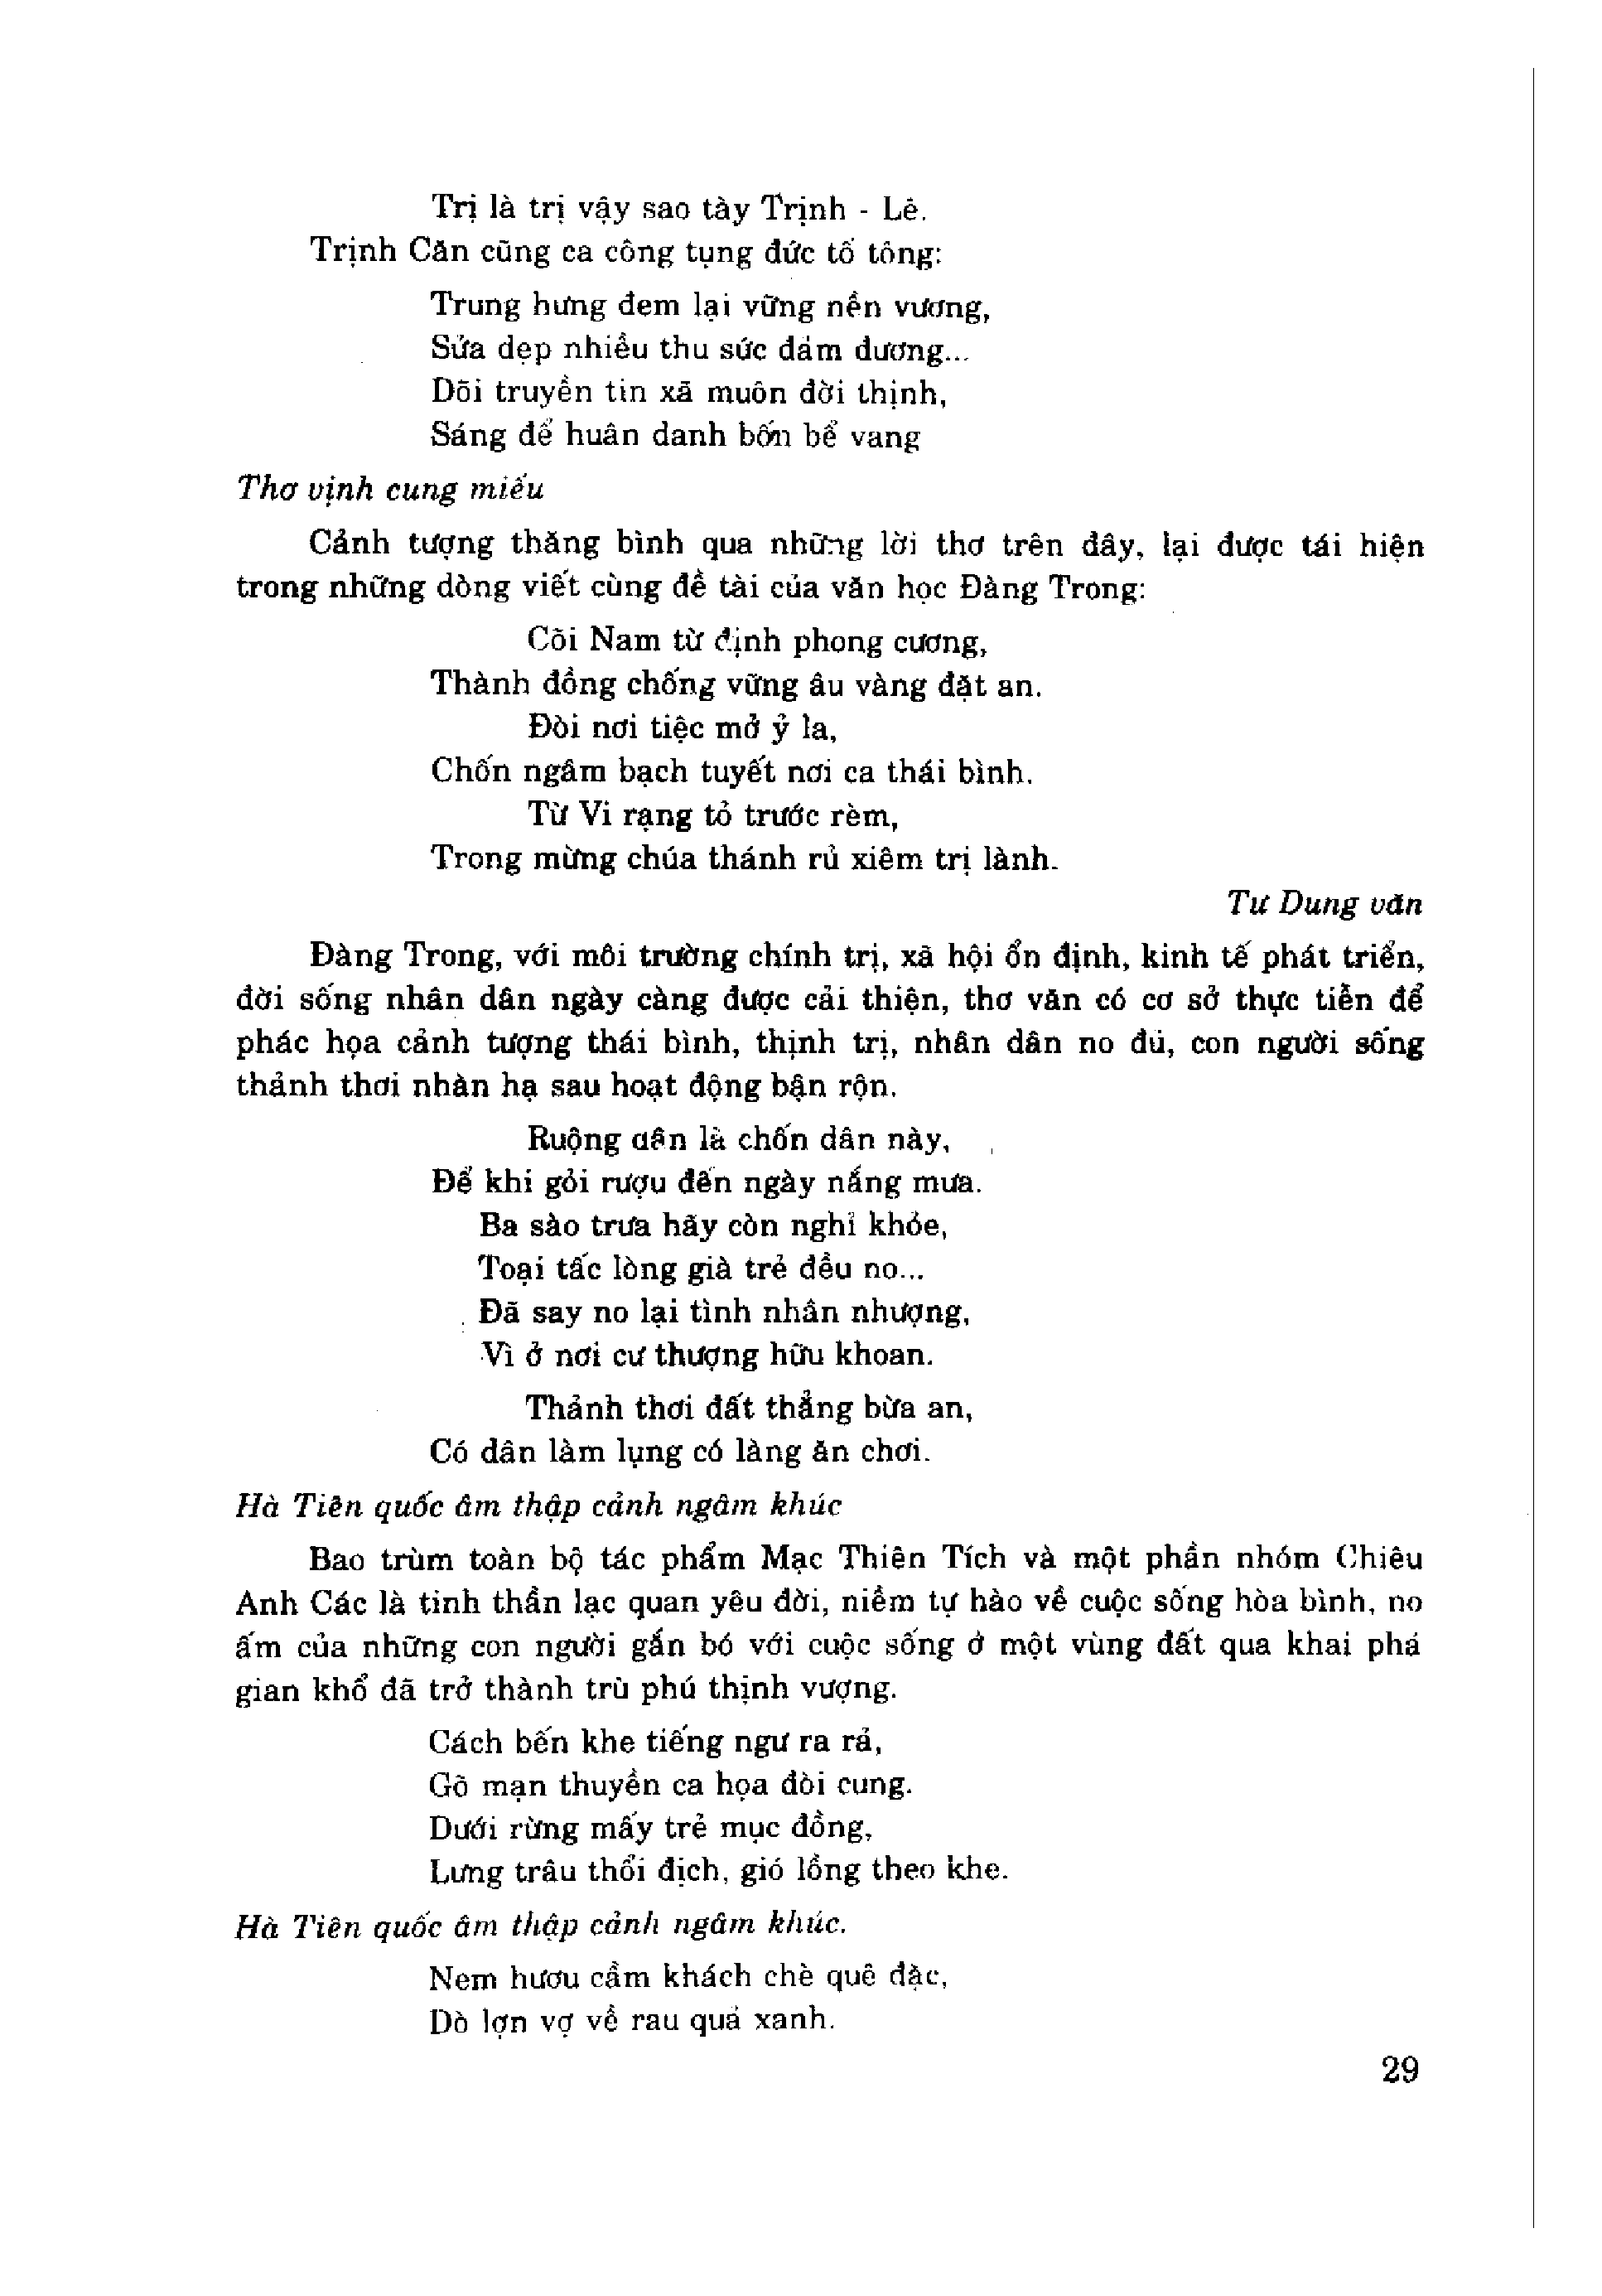 Trị là trị vậy sao tày Trịnh - Lê.
Trịnh Căn cũng ca công tụng đức tổ tông:
Trung hưng đem lại vững nền vương,
Sửa dẹp nhiều thu sức đảm đương...
Dõi truyền tin xã muôn đời thịnh,
Sáng để huân danh bốn bể vang
Thơ vịnh cung miếu
Cảnh tượng thăng bình qua những lời thơ trên đây, lại được tái hiện
trong những dòng viết cùng đề tài của văn học Đàng Trong:
Cõi Nam từ định phong cương,
Thành đồng chống vững âu vàng đặt an.
Đòi nơi tiệc mở ỷ la,
Chốn ngâm bạch tuyết nơi ca thái bình.
Từ Vi rạng tỏ trước rèm,
Trong mừng chúa thánh rủ xiêm trị lành.
Tư Dung văn
Đàng Trong, với môi trường chính trị, xã hội ổn định, kinh tế phát triển,
đời sống nhân dân ngày càng được cải thiện, thơ văn có cơ sở thực tiễn để
phác họa cảnh tượng thái bình, thịnh trị, nhân dân no đủ, con người sống
thảnh thơi nhàn hạ sau hoạt động bận rộn.
Ruộng là chốn dân này,
Để khi gỏi rượu đến ngày nắng mưa.
Ba sào trưa hãy còn nghỉ khỏe,
Toại tấc lòng già trẻ đều no...
Đã say no lại tình nhân nhượng,
Vì ở nơi cư thượng hữu khoan.
Thảnh thơi đất thẳng bừa an,
Có dân làm lụng có làng ăn chơi.
Hà Tiên quốc âm thập cảnh ngâm khúc
Bao trùm toàn bộ tác phẩm Mạc Thiên Tích và một phần nhóm Chiêu
Anh Các là tinh thần lạc quan yêu đời, niềm tự hào về cuộc sống hòa bình, no
ấm của những con người gắn bó với cuộc sống ở một vùng đất qua khai phá
gian khổ đã trở thành trù phú thịnh vượng.
Cách bến khe tiếng ngư ra rả,
Gõ mạn thuyền ca họa đòi cung.
Dưới rừng mấy trẻ mục đồng,
Lưng trâu thổi địch, gió lồng theo khe.
Hà Tiên quốc âm thập cảnh ngâm khúc.
Nem hươu cầm khách chè quê đặc,
Dò lợn vợ về rau quả xanh.
29